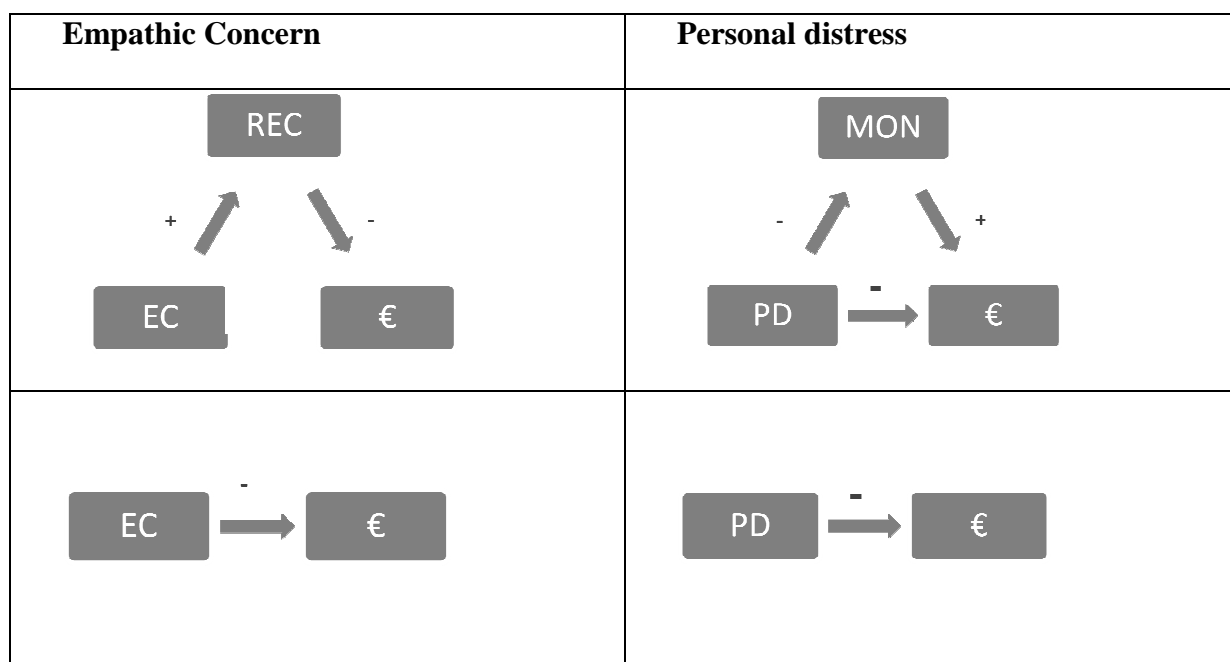 Empathic Concern Personal distress
REC MON
+ - - +
EC € PD - €
EC - € PD - €